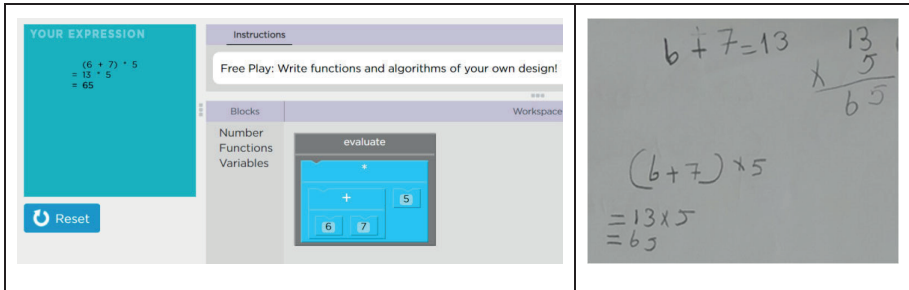 YOUR EXPRESSION
(6 + 7) * 5
= 13 * 5
= 65
Reset
Instructions
Free Play: Write functions and algorithms of your own design!
Blocks
Workspace
Number
Functions
Variables
evaluate
*
+
5
6 7
6 + 7 = 13
13
x 5
65
(6+7) x 5
= 13 x 5
= 65